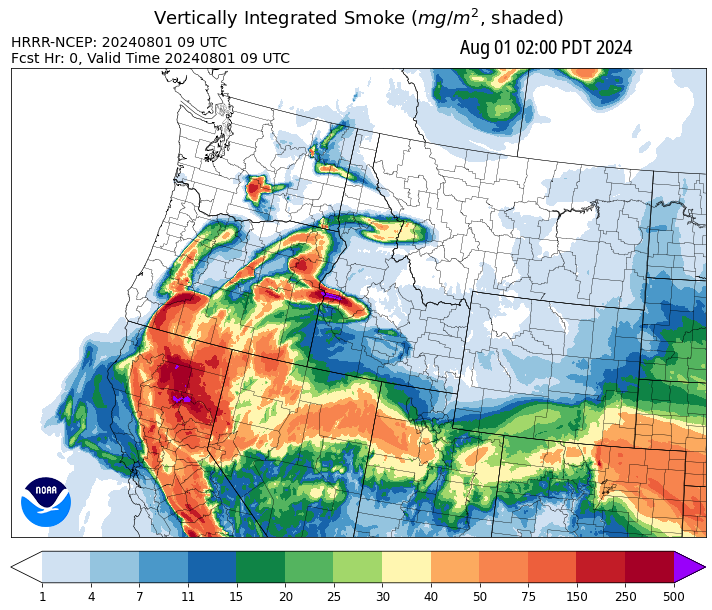 Vertically Integrated Smoke (mg/m², shaded)
HRRR-NCEP: 20240801 09 UTC
Fcst Hr: 0, Valid Time 20240801 09 UTC
Aug 01 02:00 PDT 2024
NOAA
1 4 7 11 15 20 25 30 40 50 75 150 250 500